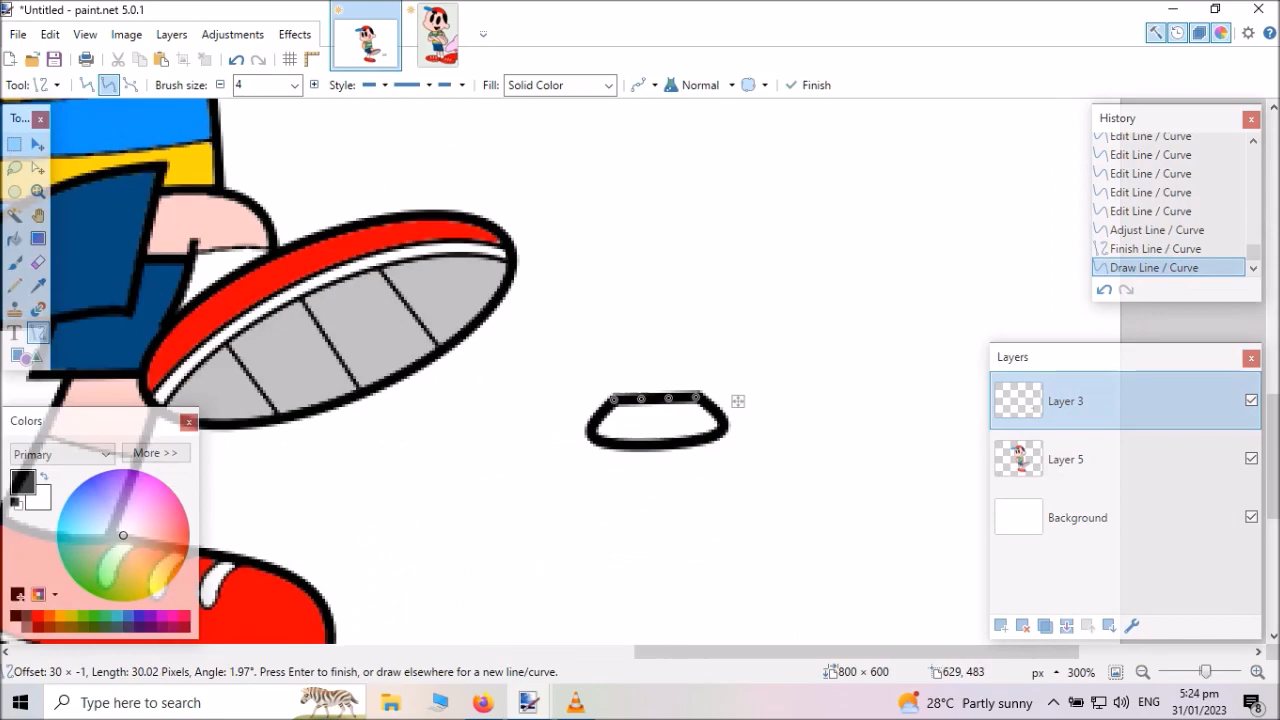 *Untitled - paint.net 5.0.1
File Edit View Image Layers Adjustments Effects
Tool: Brush size: 4 Style: Fill: Solid Color Normal Finish
To...
History
Edit Line / Curve
Edit Line / Curve
Edit Line / Curve
Edit Line / Curve
Edit Line / Curve
Adjust Line / Curve
Finish Line / Curve
Draw Line / Curve
Layers
Layer 3
Layer 5
Background
Colors
Primary More >>
Offset: 30 × -1, Length: 30.02 Pixels, Angle: 1.97°. Press Enter to finish, or draw elsewhere for a new line/curve. 800 × 600 629, 483 px 300%
Type here to search 28°C Partly sunny ENG 5:24 pm 31/01/2023 8